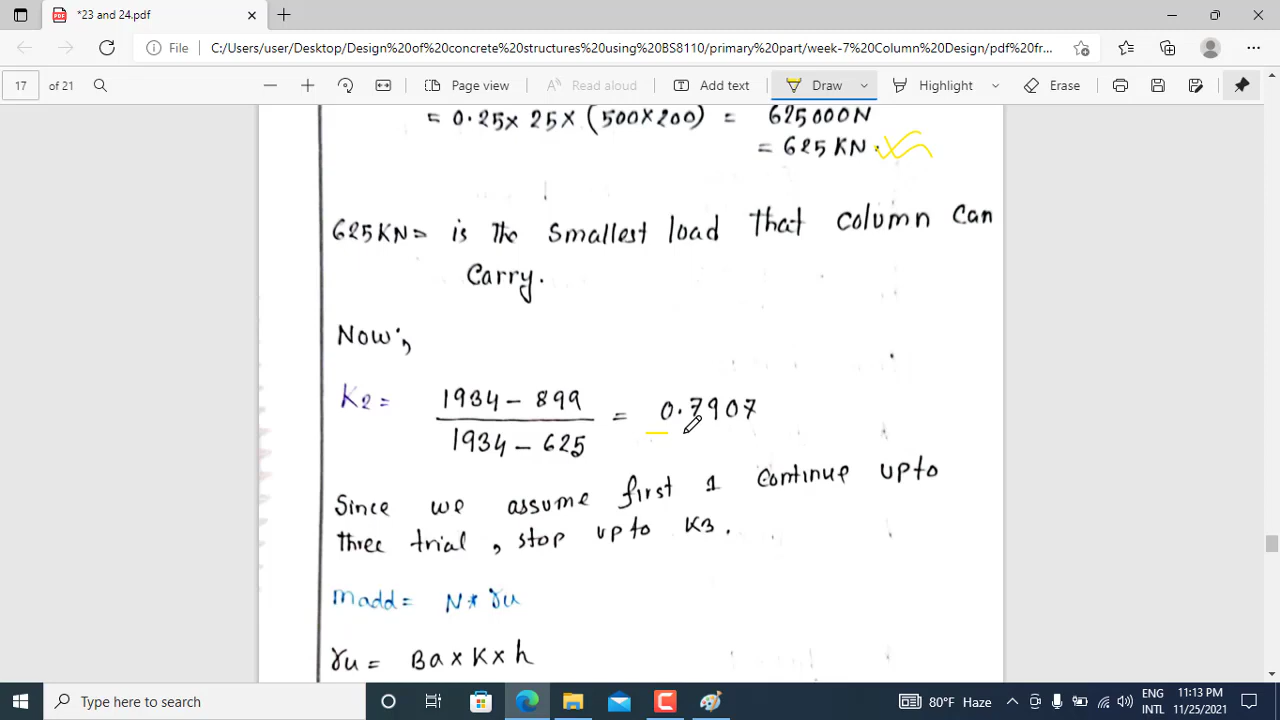 *23 and 24.pdf
File C:/Users/user/Desktop/Design%20of%20concrete%20structures%20using%20BS8110/primary%20part/week-7%20Column%20Design/pdf%20fr...
17 of 21 Page view Read aloud Add text Draw Highlight Erase
= 0.25x 25x (500x200) = 625000N
= 625 KN.
625KN= is the smallest load that column can
carry.
Now;
K2= 1934 - 899 / 1934 - 625 = 0.7907
Since we assume first 1 continue upto
three trial, stop upto K3.
madd= N* γu
γu = Ba x K x h
Type here to search
80°F Haze
ENG
INTL
11:13 PM
11/25/2021